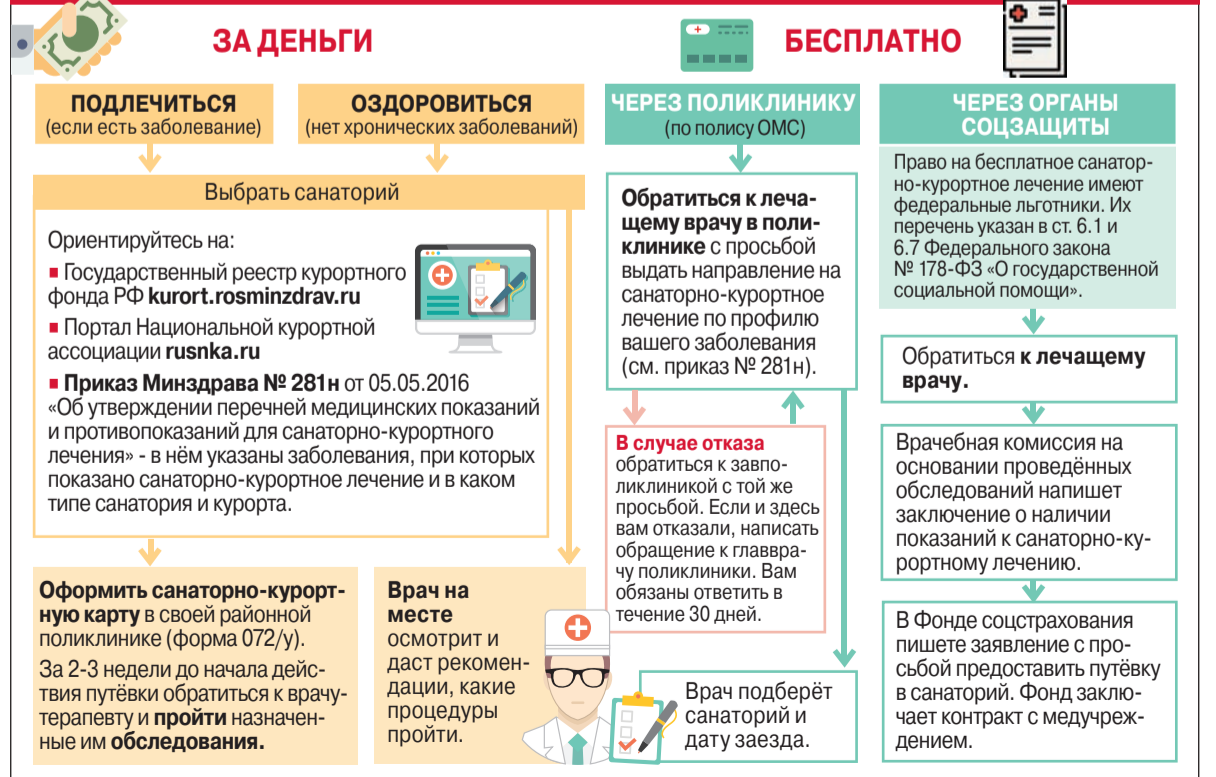 ЗА ДЕНЬГИ
ПОДЛЕЧИТЬСЯ
(если есть заболевание)
ОЗДОРОВИТЬСЯ
(нет хронических заболеваний)
Выбрать санаторий
Ориентируйтесь на:
▪ Государственный реестр курортного
фонда РФ kurort.rosminzdrav.ru
▪ Портал Национальной курортной
ассоциации rusnka.ru
▪ Приказ Минздрава № 281н от 05.05.2016
«Об утверждении перечней медицинских показаний
и противопоказаний для санаторно-курортного
лечения» - в нём указаны заболевания, при которых
показано санаторно-курортное лечение и в каком
типе санатория и курорта.
Оформить санаторно-курорт-
ную карту в своей районной
поликлинике (форма 072/у).
За 2-3 недели до начала дейс-
твия путёвки обратиться к врачу-
терапевту и пройти назначен-
ные им обследования.
Врач на
месте
осмотрит и
даст рекомен-
дации, какие
процедуры
пройти.
БЕСПЛАТНО
ЧЕРЕЗ ПОЛИКЛИНИКУ
(по полису ОМС)
Обратиться к леча-
щему врачу в поли-
клинике с просьбой
выдать направление на
санаторно-курортное
лечение по профилю
вашего заболевания
(см. приказ № 281н).
В случае отказа
обратиться к завпо-
ликлиникой с той же
просьбой. Если и здесь
вам отказали, написать
обращение к главвра-
чу поликлиники. Вам
обязаны ответить в
течение 30 дней.
Врач подберёт
санаторий и
дату заезда.
ЧЕРЕЗ ОРГАНЫ
СОЦЗАЩИТЫ
Право на бесплатное санатор-
но-курортное лечение имеют
федеральные льготники. Их
перечень указан в ст. 6.1 и
6.7 Федерального закона
№ 178-ФЗ «О государственной
социальной помощи».
Обратиться к лечащему
врачу.
Врачебная комиссия на
основании проведённых
обследований напишет
заключение о наличии
показаний к санаторно-ку-
рортному лечению.
В Фонде соцстрахования
пишете заявление с про-
сьбой предоставить путёвку
в санаторий. Фонд заклю-
чает контракт с медучреж-
дением.